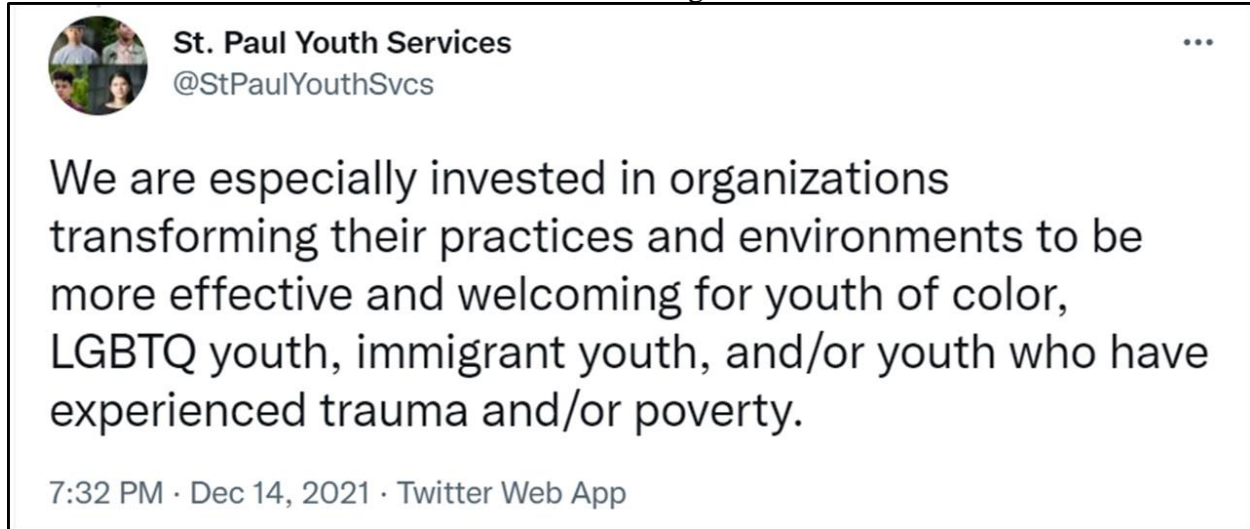 St. Paul Youth Services
@StPaulYouthSvcs
We are especially invested in organizations
transforming their practices and environments to be
more effective and welcoming for youth of color,
LGBTQ youth, immigrant youth, and/or youth who have
experienced trauma and/or poverty.
7:32 PM · Dec 14, 2021 · Twitter Web App